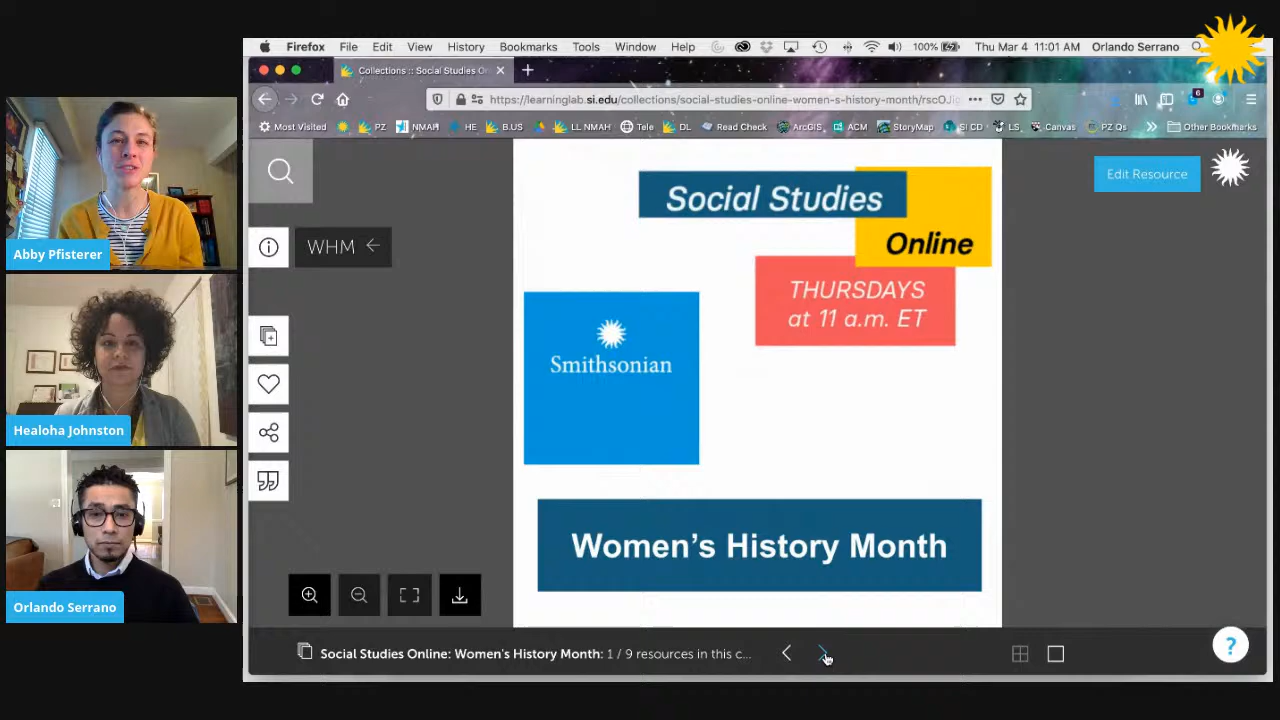 Firefox File Edit View History Bookmarks Tools Window Help 100% Thu Mar 4 11:01 AM Orlando Serrano
Collections :: Social Studies On
https://learninglab.si.edu/collections/social-studies-online-women-s-history-month/rscOJig
6
Most Visited PZ NMAH HE B.US LL NMAH Tele DL Read Check ArcGIS ACM StoryMap SI CD LS Canvas PZ Qs Other Bookmarks
Abby Pfisterer
Healoha Johnston
Orlando Serrano
WHM
Edit Resource
Social Studies
Online
THURSDAYS
at 11 a.m. ET
Smithsonian
Women's History Month
Social Studies Online: Women's History Month: 1 / 9 resources in this c...
?